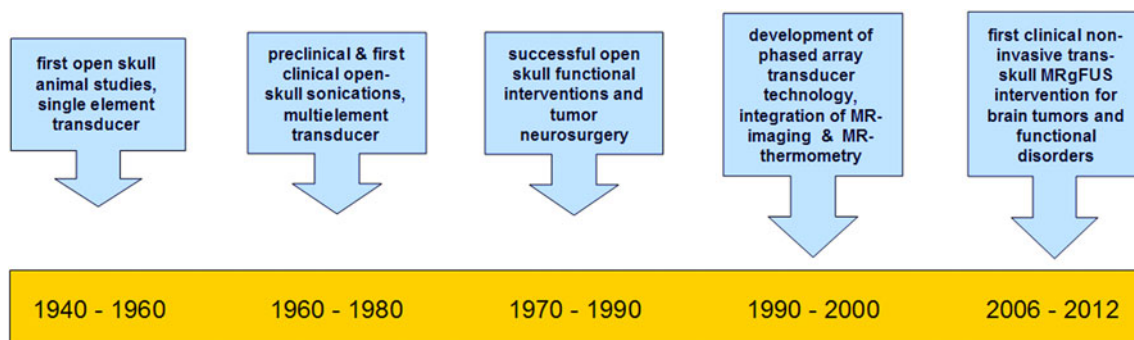 first open skull
animal studies,
single element
transducer
preclinical & first
clinical open-
skull sonications,
multielement
transducer
successful open
skull functional
interventions and
tumor
neurosurgery
development of
phased array
transducer
technology,
integration of MR-
imaging & MR-
thermometry
first clinical non-
invasive trans-
skull MRgFUS
intervention for
brain tumors and
functional
disorders
1940 - 1960
1960 - 1980
1970 - 1990
1990 - 2000
2006 - 2012